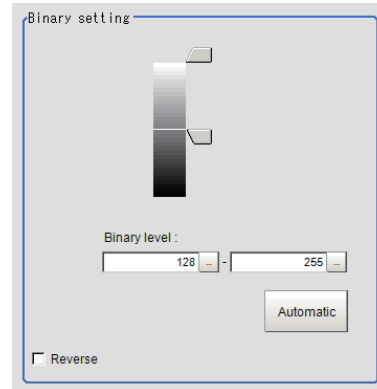 Binary setting
Binary level :
128 ... - 255 ...
Automatic
Reverse